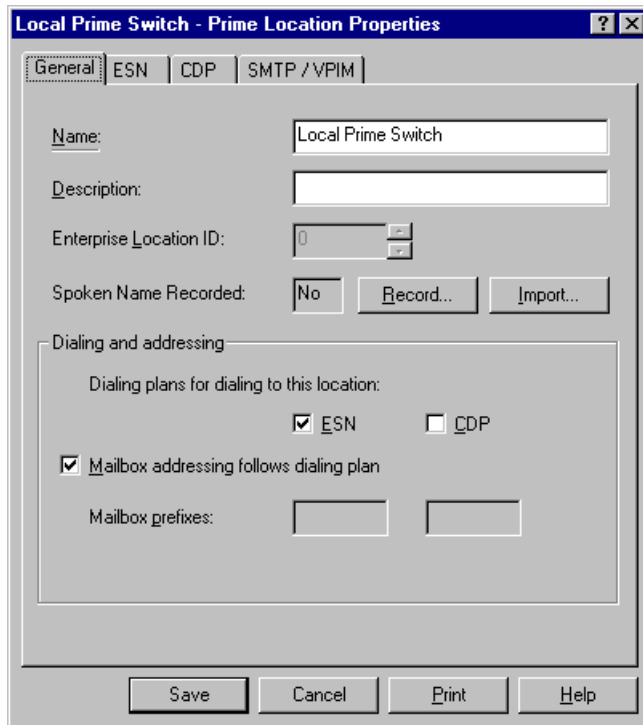 Local Prime Switch - Prime Location Properties
General ESN CDP SMTP / VPIM
Name: Local Prime Switch
Description:
Enterprise Location ID: 0
Spoken Name Recorded: No Record... Import...
Dialing and addressing
Dialing plans for dialing to this location:
ESN CDP
Mailbox addressing follows dialing plan
Mailbox prefixes:
Save Cancel Print Help